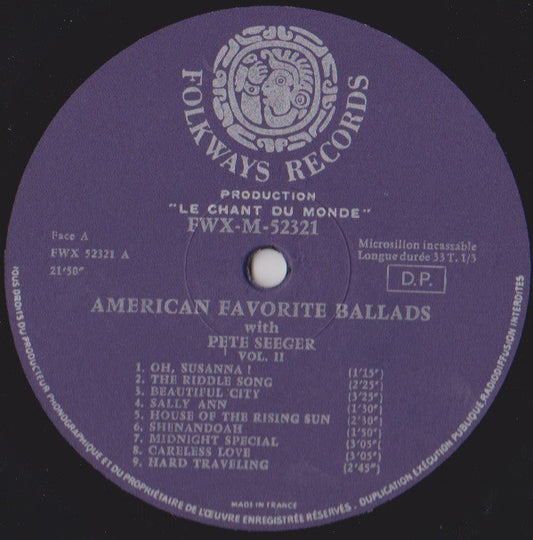 FOLKWAYS RECORDS
PRODUCTION
"LE CHANT DU MONDE"
FWX-M-52321
Face A
FWX 52321 A
21'50"
Microsillon incassable
Longue durée 33 T. 1/3
D.P.
AMERICAN FAVORITE BALLADS
with
PETE SEEGER
VOL. II
1. OH, SUSANNA ! (1'15")
2. THE RIDDLE SONG (2'25")
3. BEAUTIFUL CITY (3'25")
4. SALLY ANN (1'30")
5. HOUSE OF THE RISING SUN (2'30")
6. SHENANDOAH (1'50")
7. MIDNIGHT SPECIAL (3'05")
8. CARELESS LOVE (3'05")
9. HARD TRAVELING (2'45")
TOUS DROITS DU PRODUCTEUR PHONOGRAPHIQUE ET DU PROPRIÉTAIRE DE L'ŒUVRE ENREGISTRÉE RÉSERVÉS. DUPLICATION EXÉCUTION PUBLIQUE, RADIODIFFUSION INTERDITES
MADE IN FRANCE